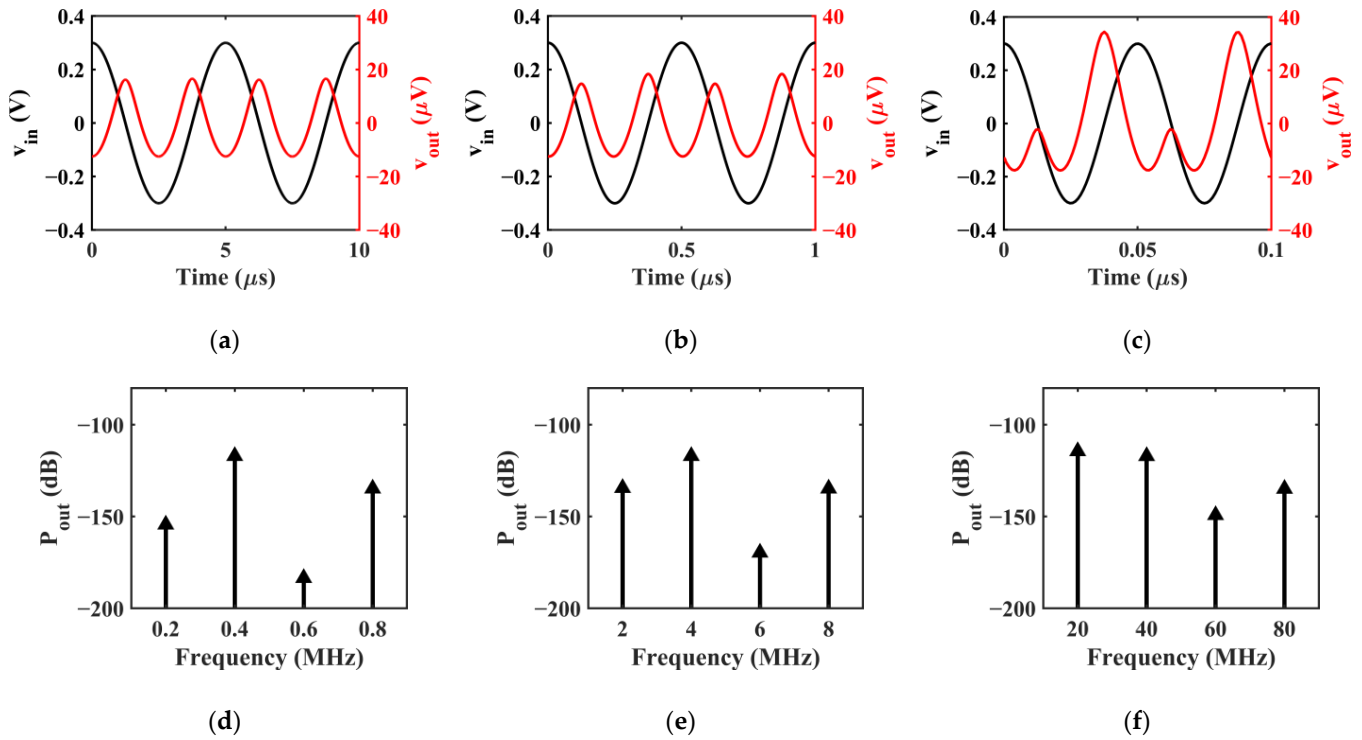 0.4
0.2
0
−0.2
−0.4
v_in (V)
40
20
0
−20
−40
v_out (μV)
0
5
10
Time (μs)
(a)
0.4
0.2
0
−0.2
−0.4
v_in (V)
40
20
0
−20
−40
v_out (μV)
0
0.5
1
Time (μs)
(b)
0.4
0.2
0
−0.2
−0.4
v_in (V)
40
20
0
−20
−40
v_out (μV)
0
0.05
0.1
Time (μs)
(c)
−100
−150
−200
P_out (dB)
0.2 0.4 0.6 0.8
Frequency (MHz)
(d)
−100
−150
−200
P_out (dB)
2 4 6 8
Frequency (MHz)
(e)
−100
−150
−200
P_out (dB)
20 40 60 80
Frequency (MHz)
(f)